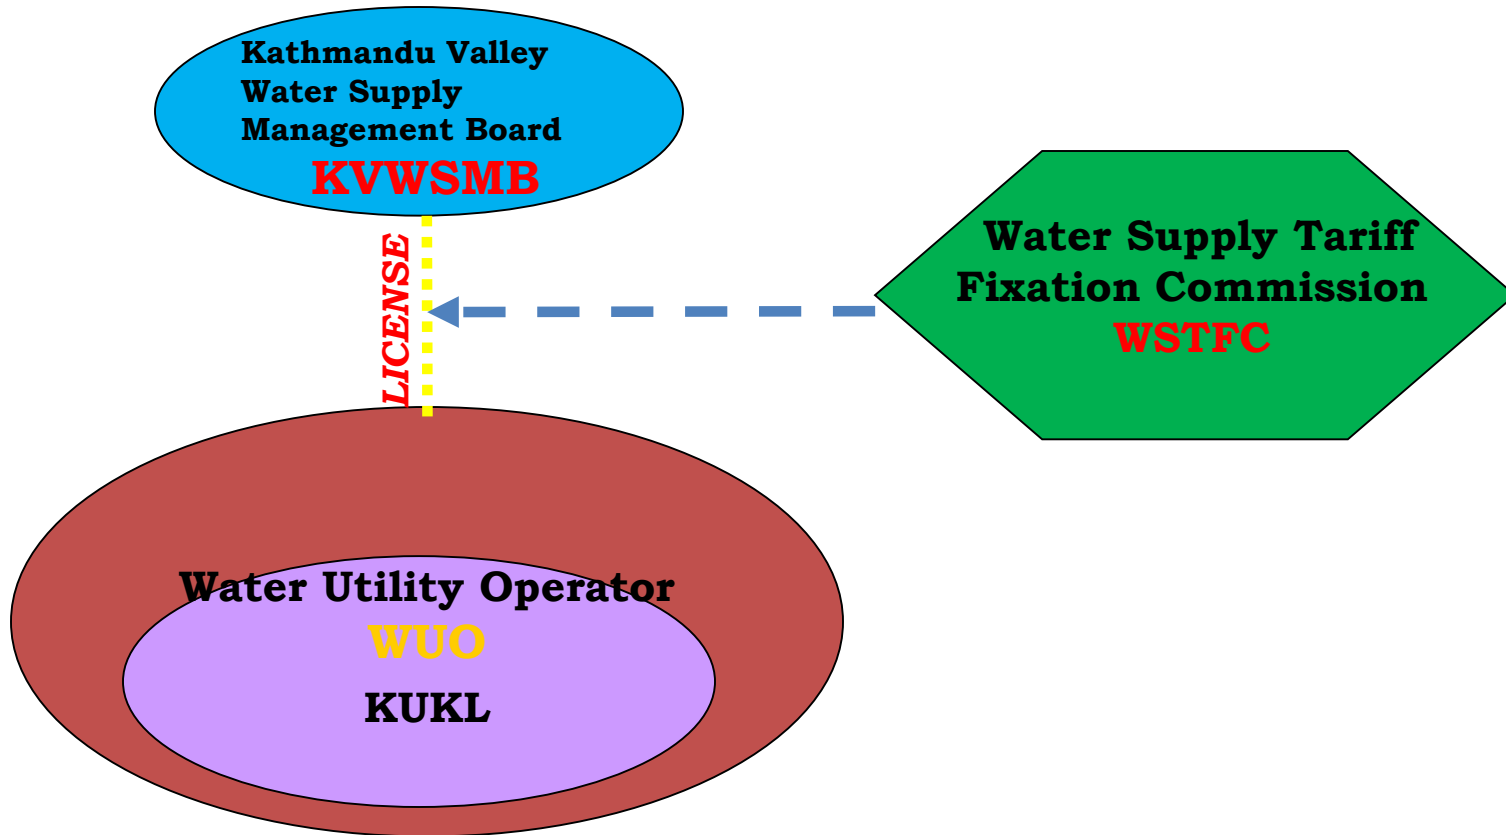 Kathmandu Valley
Water Supply
Management Board
KVWSMB
LICENSE
Water Supply Tariff
Fixation Commission
WSTFC
Water Utility Operator
WUO
KUKL